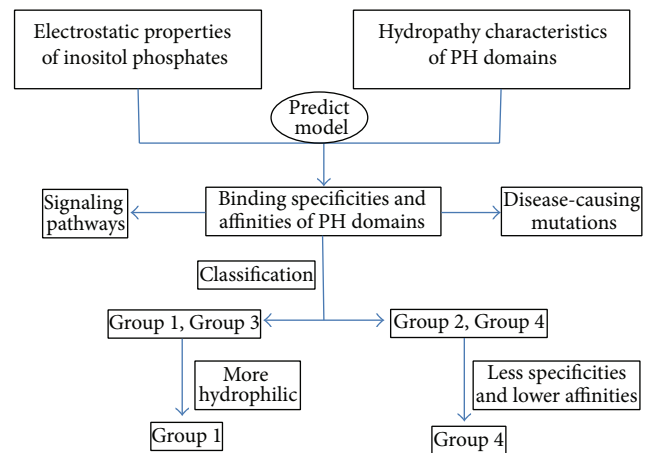 Electrostatic properties
of inositol phosphates
Hydropathy characteristics
of PH domains
Predict
model
Signaling
pathways
Binding specificities and
affinities of PH domains
Disease-causing
mutations
Classification
Group 1, Group 3
Group 2, Group 4
More
hydrophilic
Less specificities
and lower affinities
Group 1
Group 4